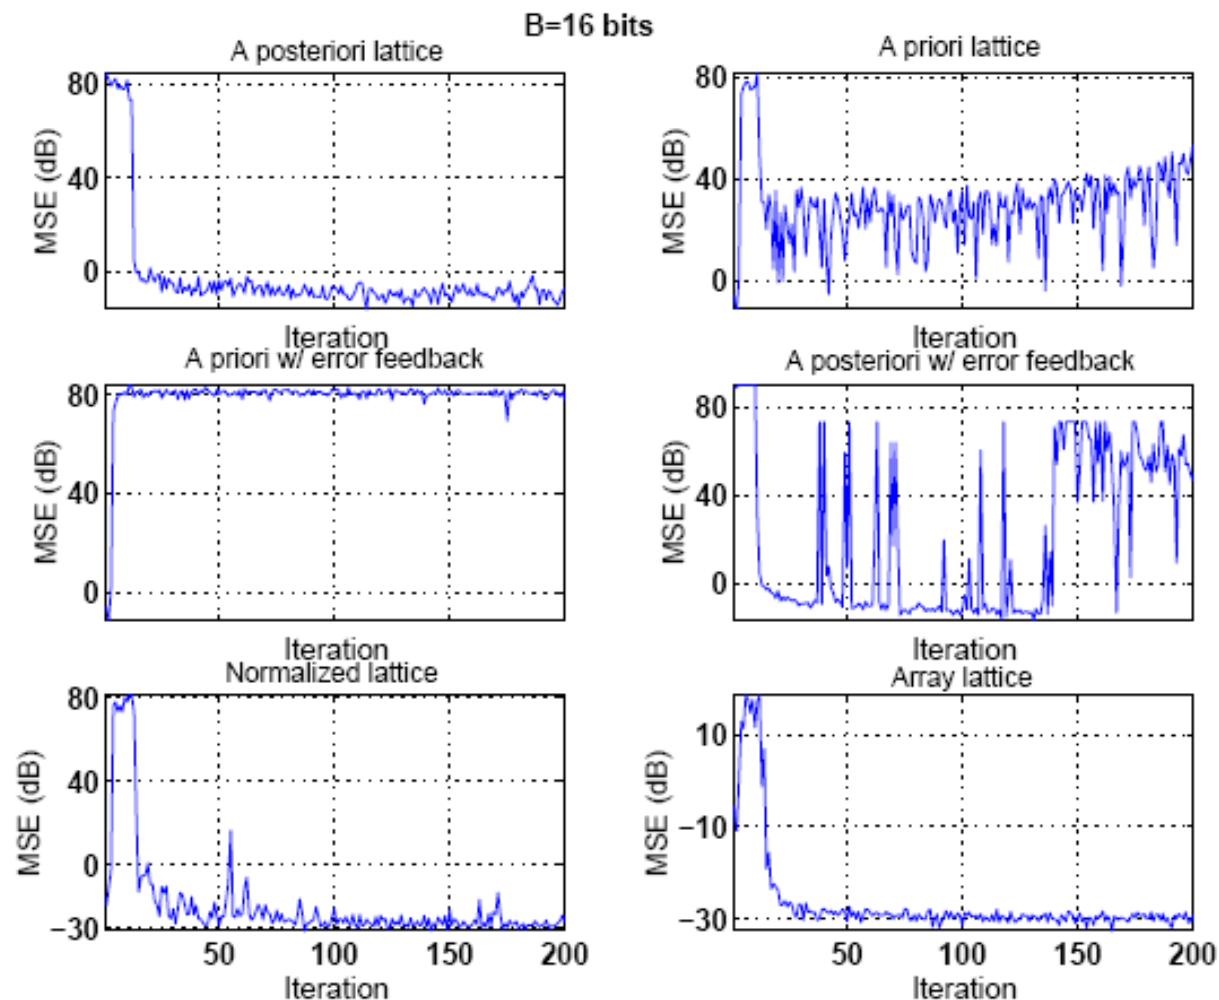 B=16 bits
A posteriori lattice
A priori lattice
MSE (dB)
80
40
0
Iteration
MSE (dB)
80
40
0
Iteration
A priori w/ error feedback
A posteriori w/ error feedback
MSE (dB)
80
40
0
Iteration
MSE (dB)
80
40
0
Iteration
Normalized lattice
Array lattice
MSE (dB)
80
40
0
−30
50 100 150 200
Iteration
MSE (dB)
10
−10
−30
50 100 150 200
Iteration